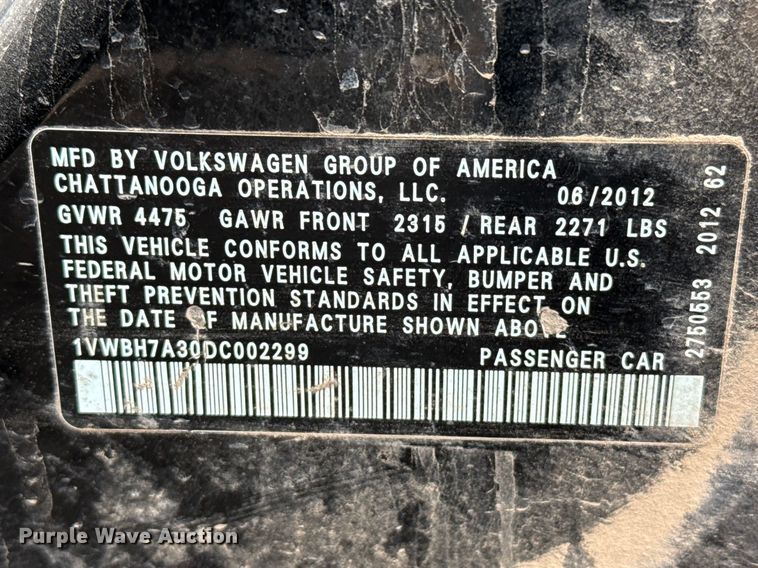 MFD BY VOLKSWAGEN GROUP OF AMERICA
CHATTANOOGA OPERATIONS, LLC. 06/2012
GVWR 4475 GAWR FRONT 2315 / REAR 2271 LBS
THIS VEHICLE CONFORMS TO ALL APPLICABLE U.S.
FEDERAL MOTOR VEHICLE SAFETY, BUMPER AND
THEFT PREVENTION STANDARDS IN EFFECT ON
THE DATE OF MANUFACTURE SHOWN ABOVE
1VWBH7A30DC002299 PASSENGER CAR
2750553 2012 62
Purple Wave Auction